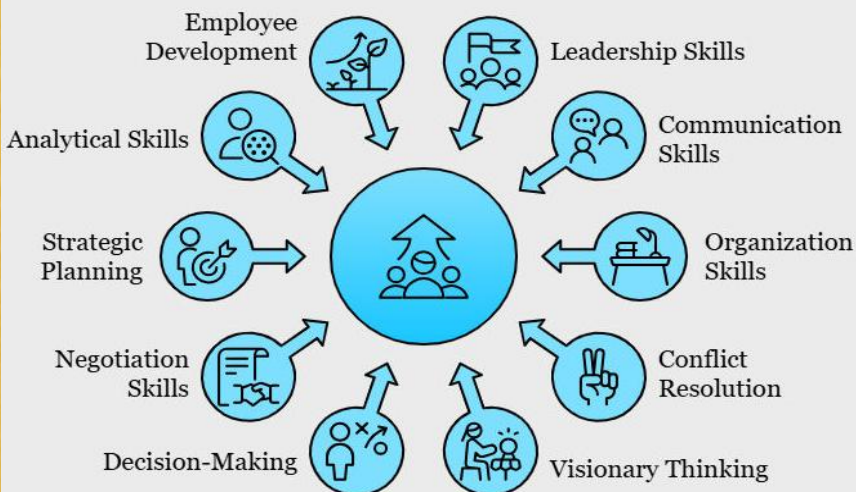 Employee
Development
Leadership Skills
Analytical Skills
Communication
Skills
Strategic
Planning
Organization
Skills
Negotiation
Skills
Conflict
Resolution
Decision-Making
Visionary Thinking